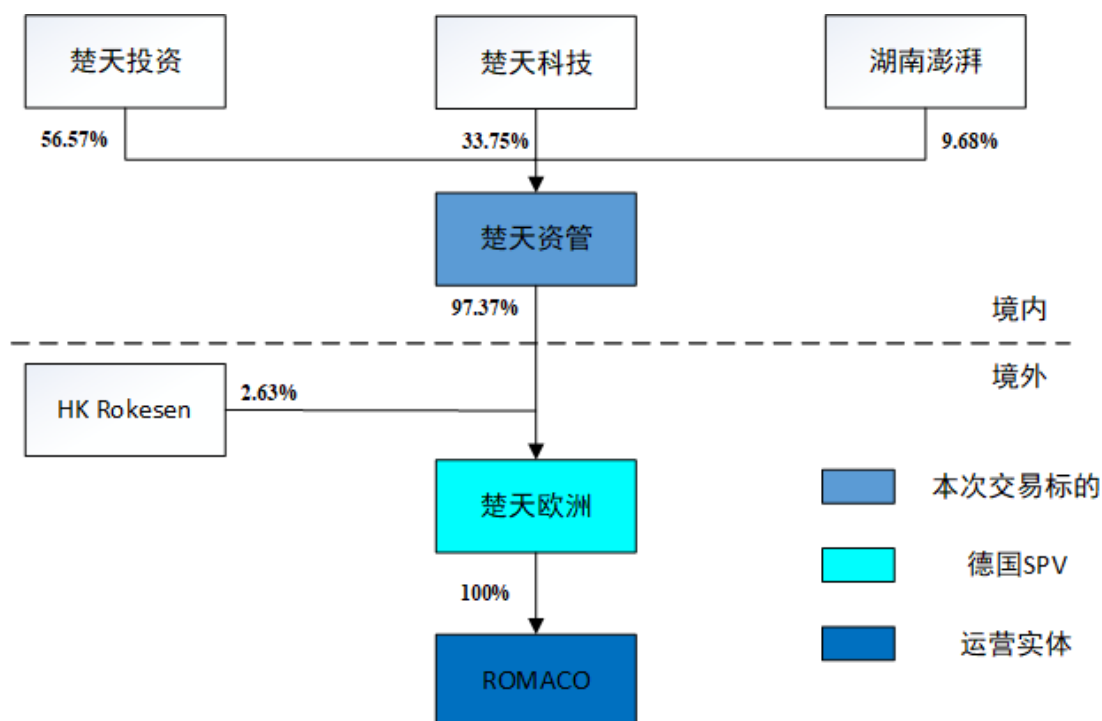 楚天投资
楚天科技
湖南澎湃
56.57%
33.75%
9.68%
楚天资管
97.37%
境内
境外
HK Rokesen
2.63%
楚天欧洲
本次交易标的
德国SPV
100%
运营实体
ROMACO